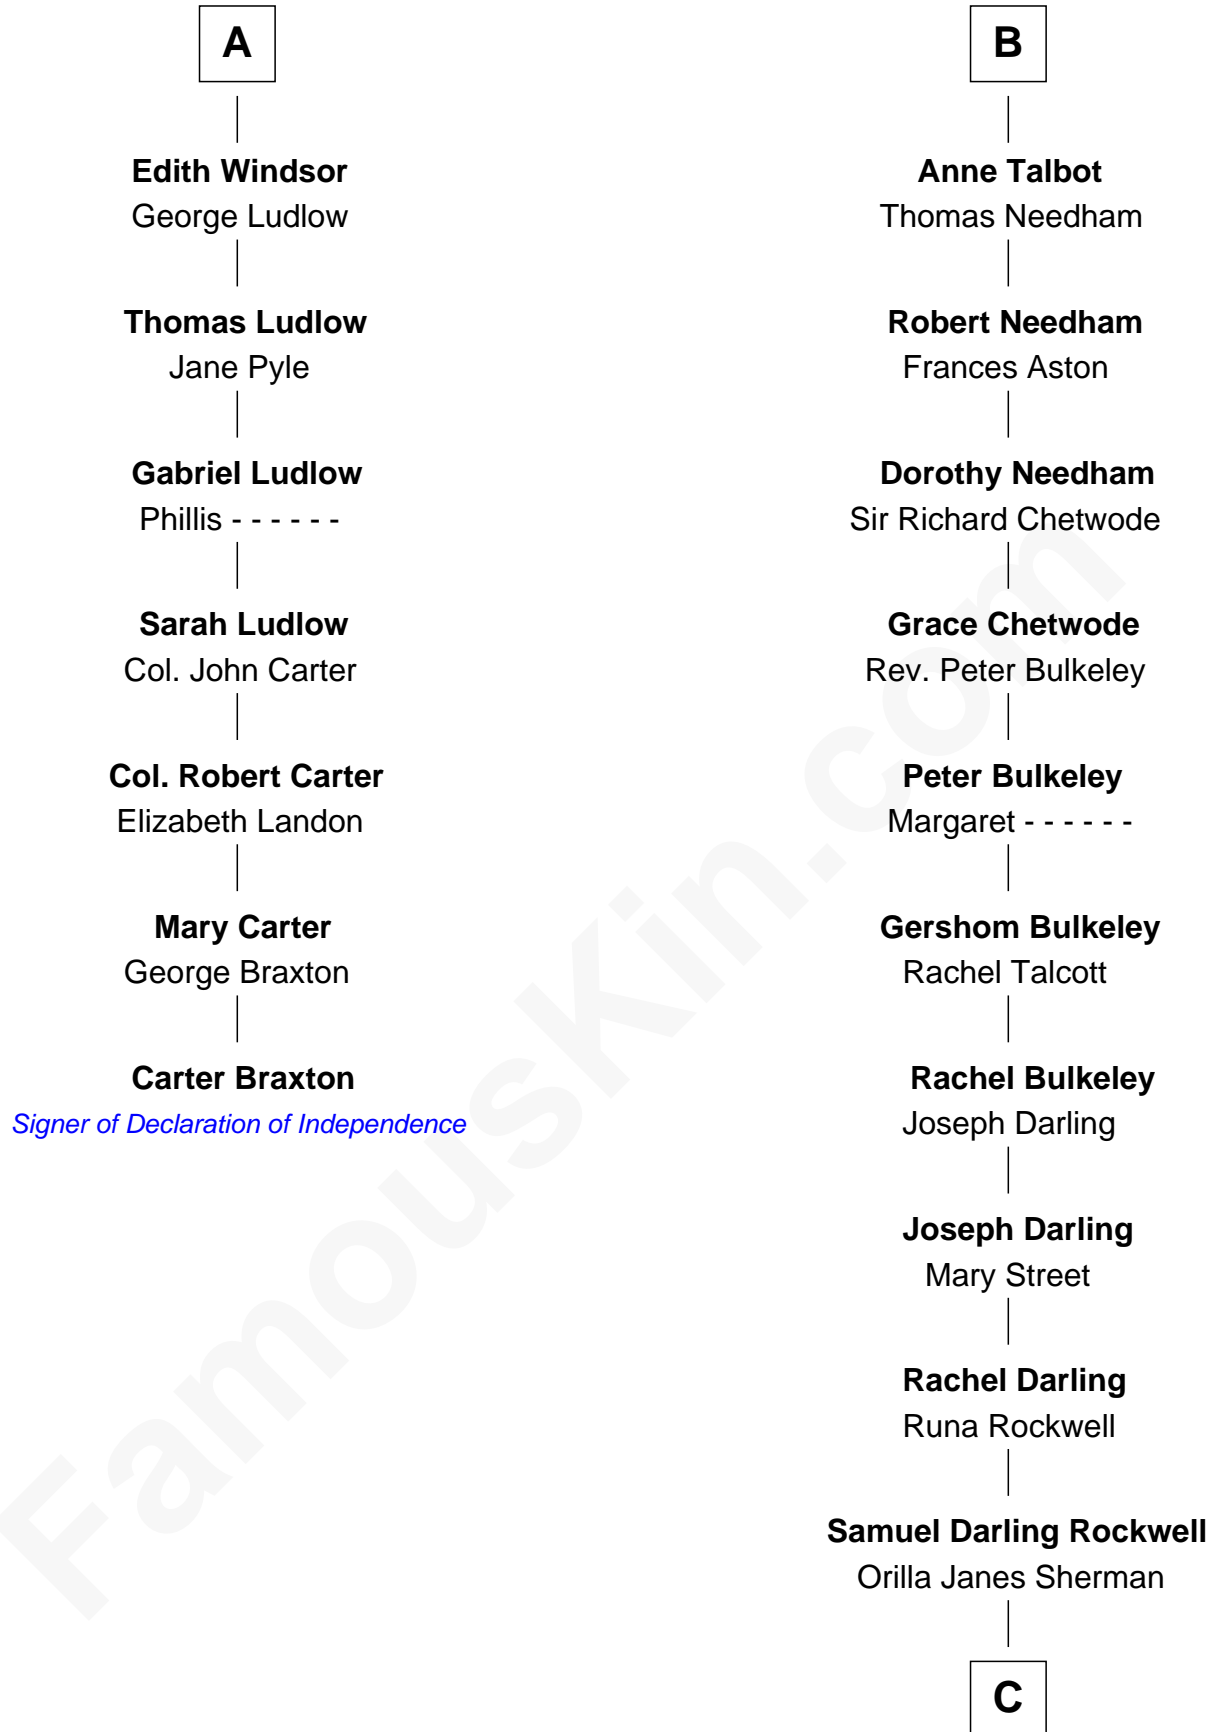 A
Edith Windsor
George Ludlow
Thomas Ludlow
Jane Pyle
Gabriel Ludlow
Phillis - - - - - -
Sarah Ludlow
Col. John Carter
Col. Robert Carter
Elizabeth Landon
Mary Carter
George Braxton
Carter Braxton
Signer of Declaration of Independence
B
Anne Talbot
Thomas Needham
Robert Needham
Frances Aston
Dorothy Needham
Sir Richard Chetwode
Grace Chetwode
Rev. Peter Bulkeley
Peter Bulkeley
Margaret - - - - - -
Gershom Bulkeley
Rachel Talcott
Rachel Bulkeley
Joseph Darling
Joseph Darling
Mary Street
Rachel Darling
Runa Rockwell
Samuel Darling Rockwell
Orilla Janes Sherman
C
FamousKin.com